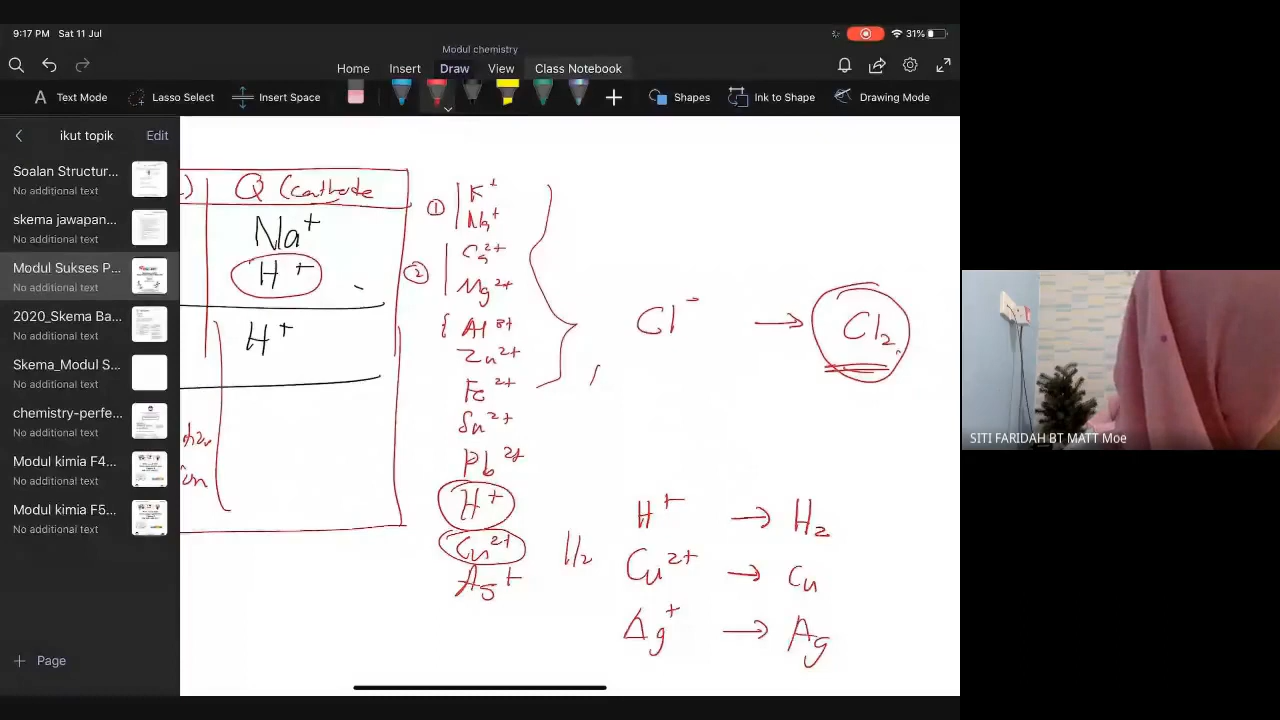 9:17 PM Sat 11 Jul
31%
Modul chemistry
Home Insert Draw View Class Notebook
Text Mode Lasso Select Insert Space Shapes Ink to Shape Drawing Mode
ikut topik Edit
Soalan Structur...
No additional text
skema jawapan...
No additional text
Modul Sukses P...
No additional text
2020_Skema Ba...
No additional text
Skema_Modul S...
No additional text
chemistry-perfe...
No additional text
Modul kimia F4...
No additional text
Modul kimia F5...
No additional text
Page
) Q (cathode
Na+
H+
H+
① K+
Na+
② Ca2+
Mg2+
{ Al3+
Zn2+
Fe2+
Sn2+
Pb2+
H+
Cu2+
Ag+
Cl- → Cl2
H+ → H2
Cu2+ → Cu
Ag+ → Ag
SITI FARIDAH BT MATT Moe